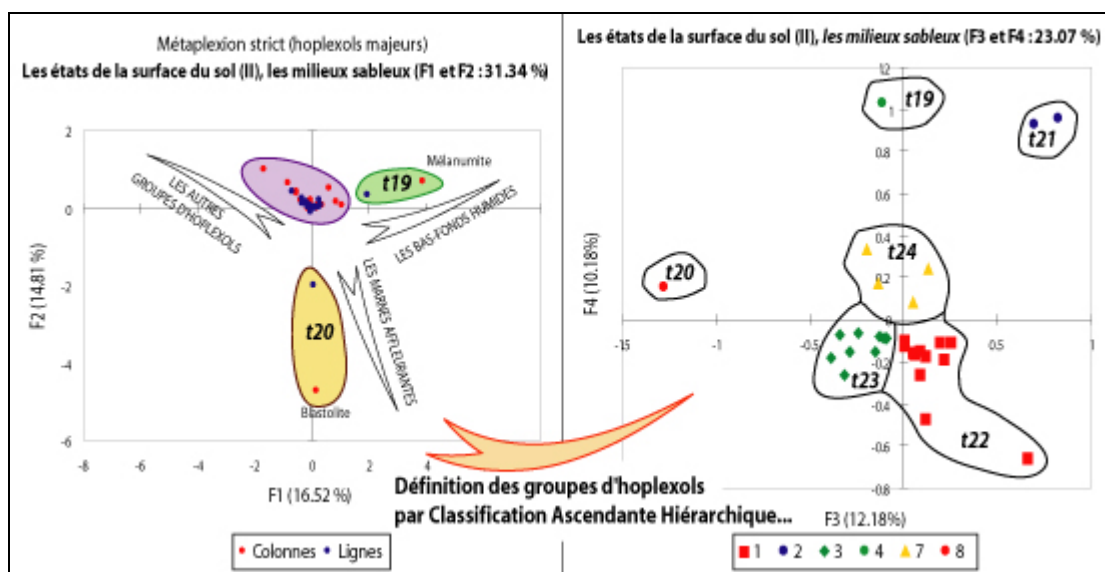 Métaplexion strict (hoplexols majeurs)
Les états de la surface du sol (II), les milieux sableux (F1 et F2 : 31.34 %)
2
0
-2
-4
-6
-8
-6
-4
-2
0
2
4
F2 (14.81 %)
F1 (16.52 %)
LES AUTRES
GROUPES D'HOPLEXOLS
Mélanumite
t19
LES BAS-FONDS HUMIDES
t20
LES MARNES AFFLEURANTES
Blastolite
Colonnes
Lignes
Les états de la surface du sol (II), les milieux sableux (F3 et F4 : 23.07 %)
1.2
1
0.8
0.6
0.4
0.2
0
-0.4
-0.6
-0.8
-1.5
-1
-0.5
0
0.5
1
F4 (10.18%)
F3 (12.18%)
t19
t21
t20
t24
t23
t22
Définition des groupes d'hoplexols
par Classification Ascendante Hiérarchique...
1
2
3
4
7
8